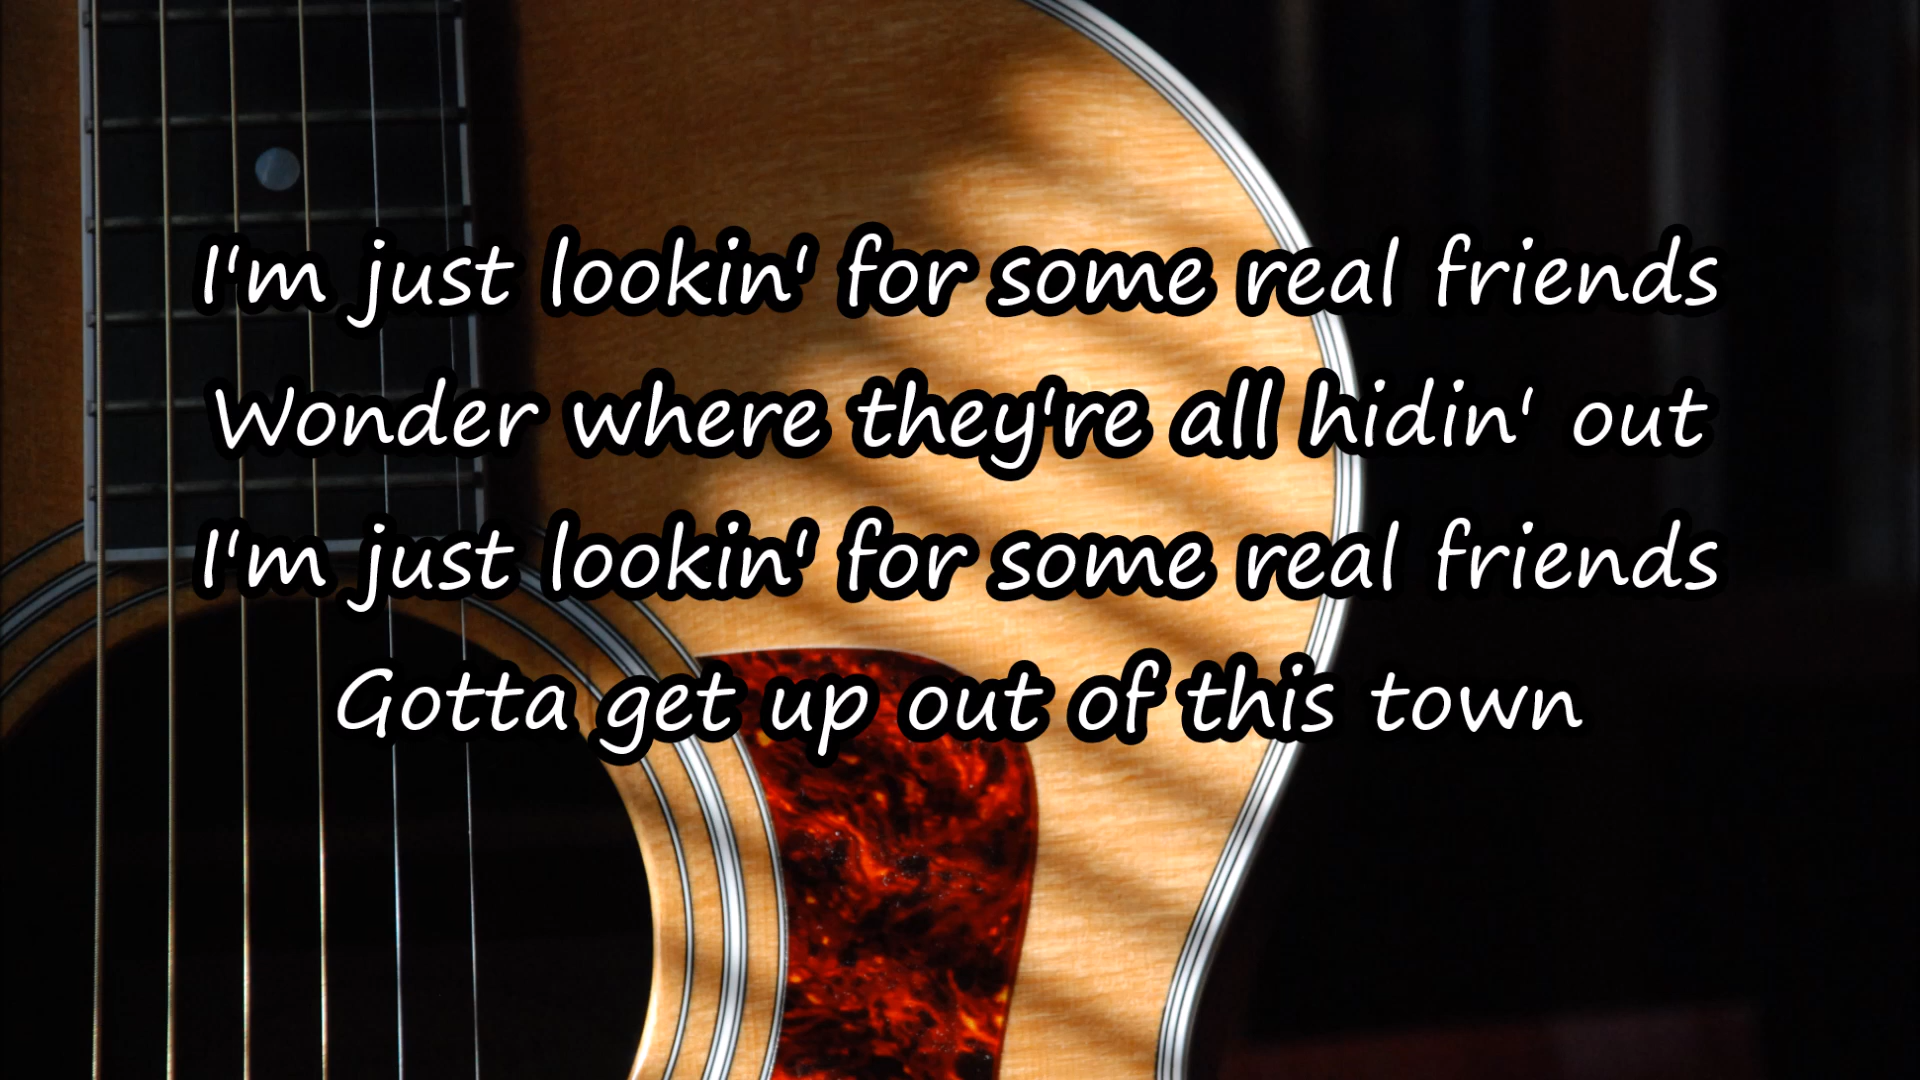 I'm just lookin' for some real friends
Wonder where they're all hidin' out
I'm just lookin' for some real friends
Gotta get up out of this town